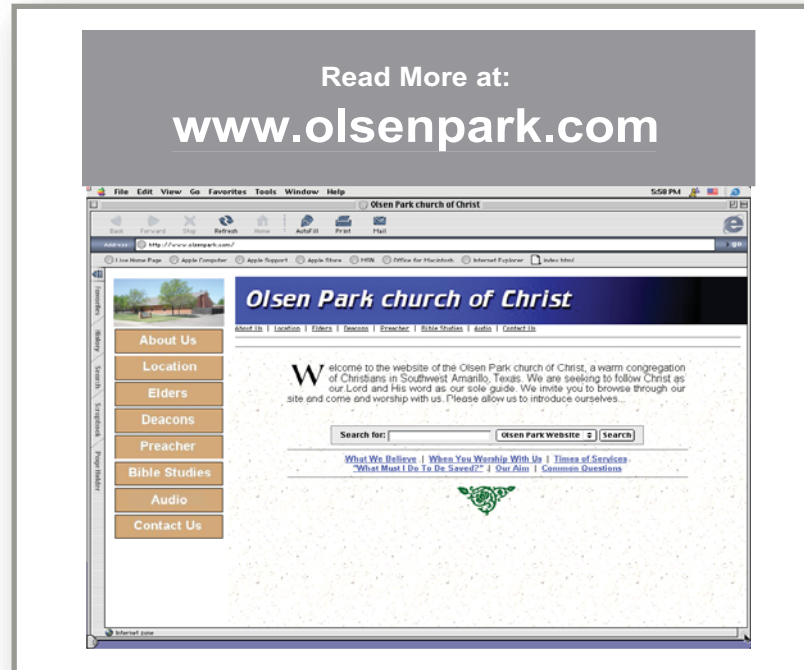 Read More at:
www.olsenpark.com
File Edit View Go Favorites Tools Window Help 5:58 PM
Olsen Park church of Christ
Back Forward Stop Refresh Home AutoFill Print Mail
Address: http://www.olsenpark.com/ go
Live Home Page Apple Computer Apple Support Apple Store MSN Office for Macintosh Internet Explorer index.html
Favorites
History
Search
Scrapbook
Page Holder
Olsen Park church of Christ
About Us | Location | Elders | Deacons | Preacher | Bible Studies | Audio | Contact Us
About Us
Location
Elders
Deacons
Preacher
Bible Studies
Audio
Contact Us
Welcome to the website of the Olsen Park church of Christ, a warm congregation
of Christians in Southwest Amarillo, Texas. We are seeking to follow Christ as
our Lord and His word as our sole guide. We invite you to browse through our
site and come and worship with us. Please allow us to introduce ourselves...
Search for: Olsen Park Website Search
What We Believe | When You Worship With Us | Times of Services
"What Must I Do To Be Saved?" | Our Aim | Common Questions
Internet zone